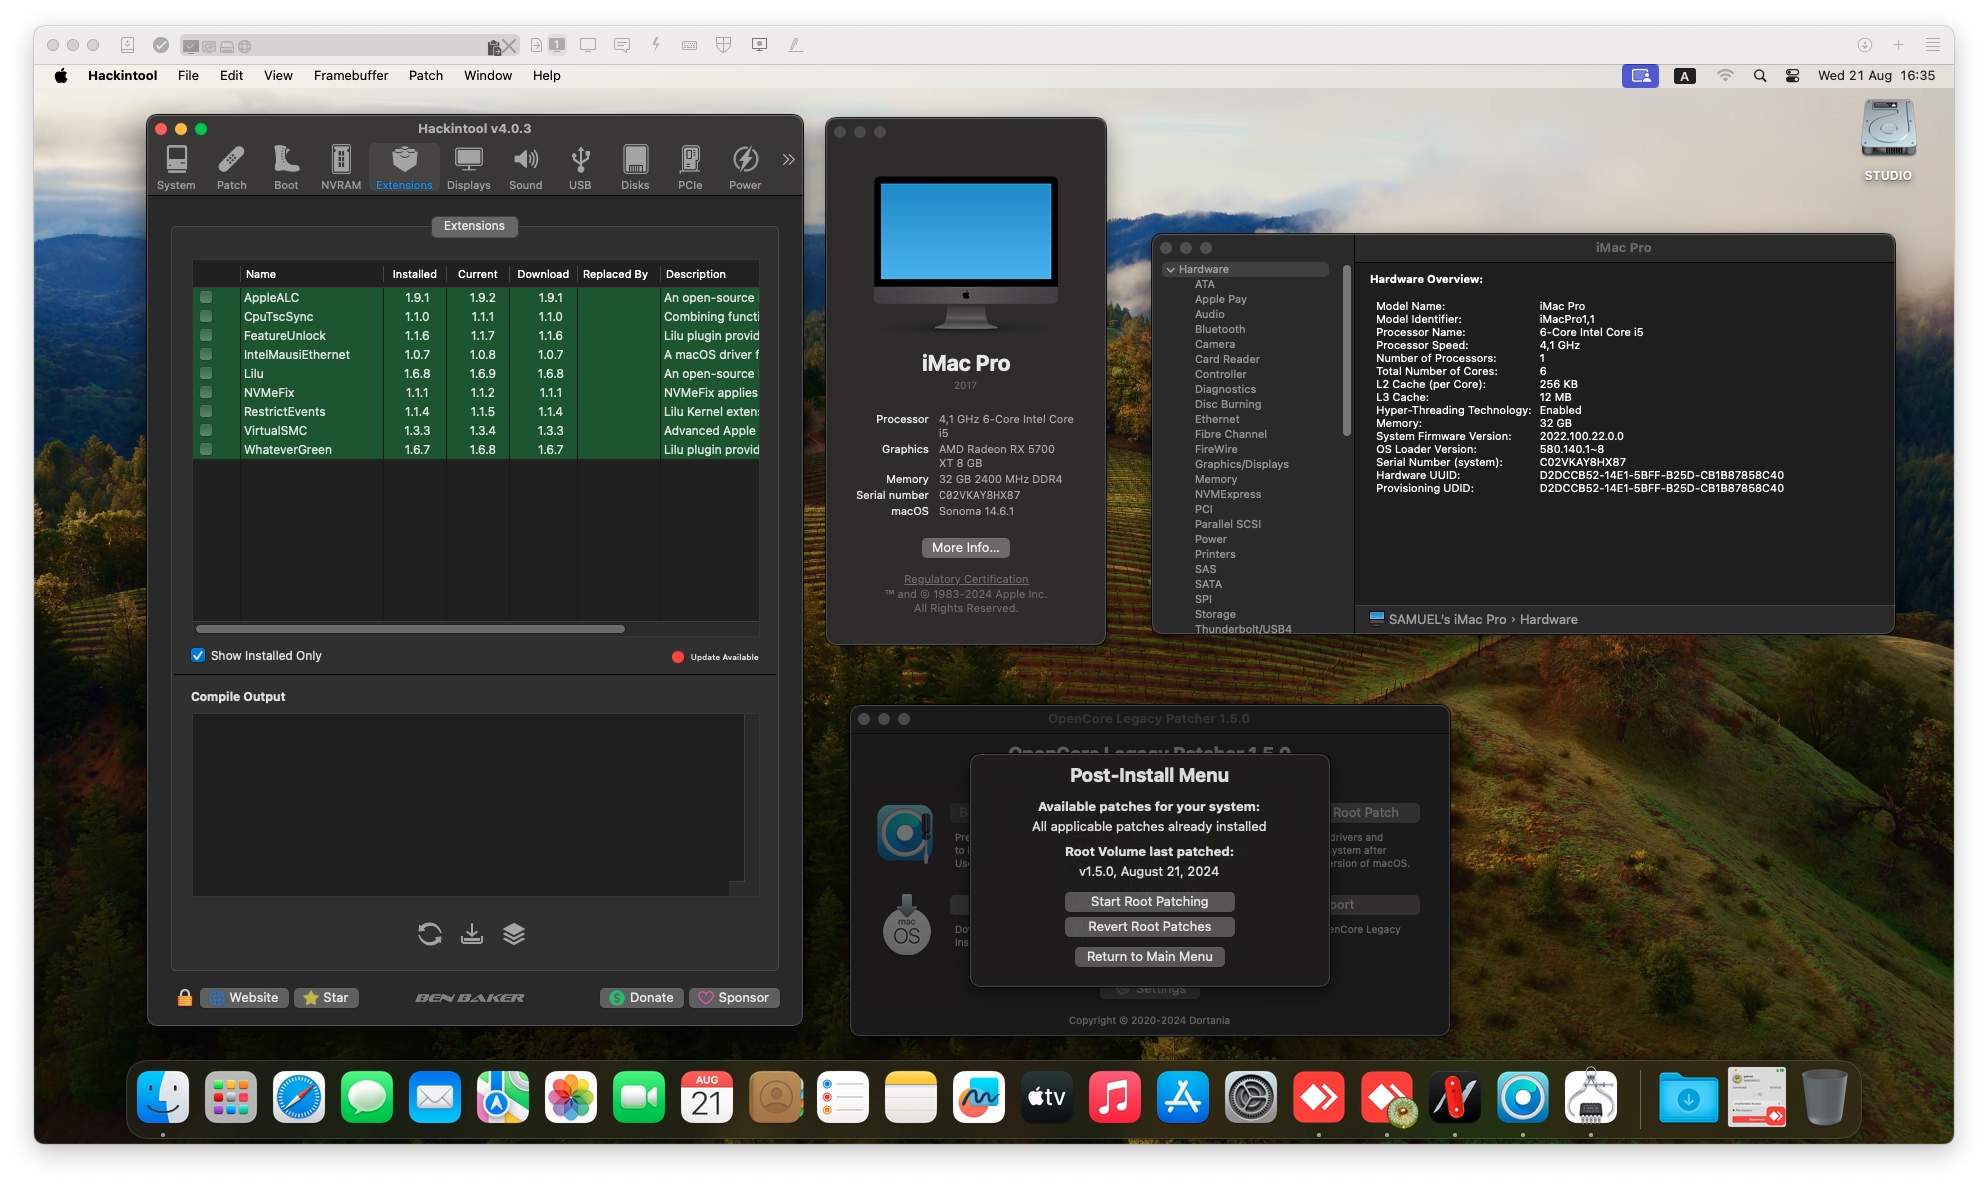 1
Hackintool File Edit View Framebuffer Patch Window Help
A Wed 21 Aug 16:35
STUDIO
Hackintool v4.0.3
System Patch Boot NVRAM Extensions Displays Sound USB Disks PCIe Power
Extensions
Name Installed Current Download Replaced By Description
AppleALC 1.9.1 1.9.2 1.9.1 An open-source
CpuTscSync 1.1.0 1.1.1 1.1.0 Combining functi
FeatureUnlock 1.1.6 1.1.7 1.1.6 Lilu plugin provid
IntelMausiEthernet 1.0.7 1.0.8 1.0.7 A macOS driver f
Lilu 1.6.8 1.6.9 1.6.8 An open-source
NVMeFix 1.1.1 1.1.2 1.1.1 NVMeFix applies
RestrictEvents 1.1.4 1.1.5 1.1.4 Lilu Kernel exten
VirtualSMC 1.3.3 1.3.4 1.3.3 Advanced Apple
WhateverGreen 1.6.7 1.6.8 1.6.7 Lilu plugin provid
Show Installed Only
Update Available
Compile Output
Website Star BEN BAKER Donate Sponsor
iMac Pro
2017
Processor 4,1 GHz 6-Core Intel Core
i5
Graphics AMD Radeon RX 5700
XT 8 GB
Memory 32 GB 2400 MHz DDR4
Serial number C02VKAY8HX87
macOS Sonoma 14.6.1
More Info...
Regulatory Certification
™ and © 1983-2024 Apple Inc.
All Rights Reserved.
iMac Pro
Hardware
ATA
Apple Pay
Audio
Bluetooth
Camera
Card Reader
Controller
Diagnostics
Disc Burning
Ethernet
Fibre Channel
FireWire
Graphics/Displays
Memory
NVMExpress
PCI
Parallel SCSI
Power
Printers
SAS
SATA
SPI
Storage
Thunderbolt/USB4
Hardware Overview:
Model Name: iMac Pro
Model Identifier: iMacPro1,1
Processor Name: 6-Core Intel Core i5
Processor Speed: 4,1 GHz
Number of Processors: 1
Total Number of Cores: 6
L2 Cache (per Core): 256 KB
L3 Cache: 12 MB
Hyper-Threading Technology: Enabled
Memory: 32 GB
System Firmware Version: 2022.100.22.0.0
OS Loader Version: 580.140.1~8
Serial Number (system): C02VKAY8HX87
Hardware UUID: D2DCCB52-14E1-5BFF-B25D-CB1B87858C40
Provisioning UDID: D2DCCB52-14E1-5BFF-B25D-CB1B87858C40
SAMUEL's iMac Pro › Hardware
OpenCore Legacy Patcher 1.5.0
OpenCore Legacy Patcher 1.5.0
Post-Install Menu
Available patches for your system:
All applicable patches already installed
Root Volume last patched:
v1.5.0, August 21, 2024
Start Root Patching
Revert Root Patches
Return to Main Menu
B
Pre
to
Us
Root Patch
drivers and
ystem after
ersion of macOS.
mac
OS
Do
Ins
port
enCore Legacy
Settings
Copyright © 2020-2024 Dortania
AUG
21
tv